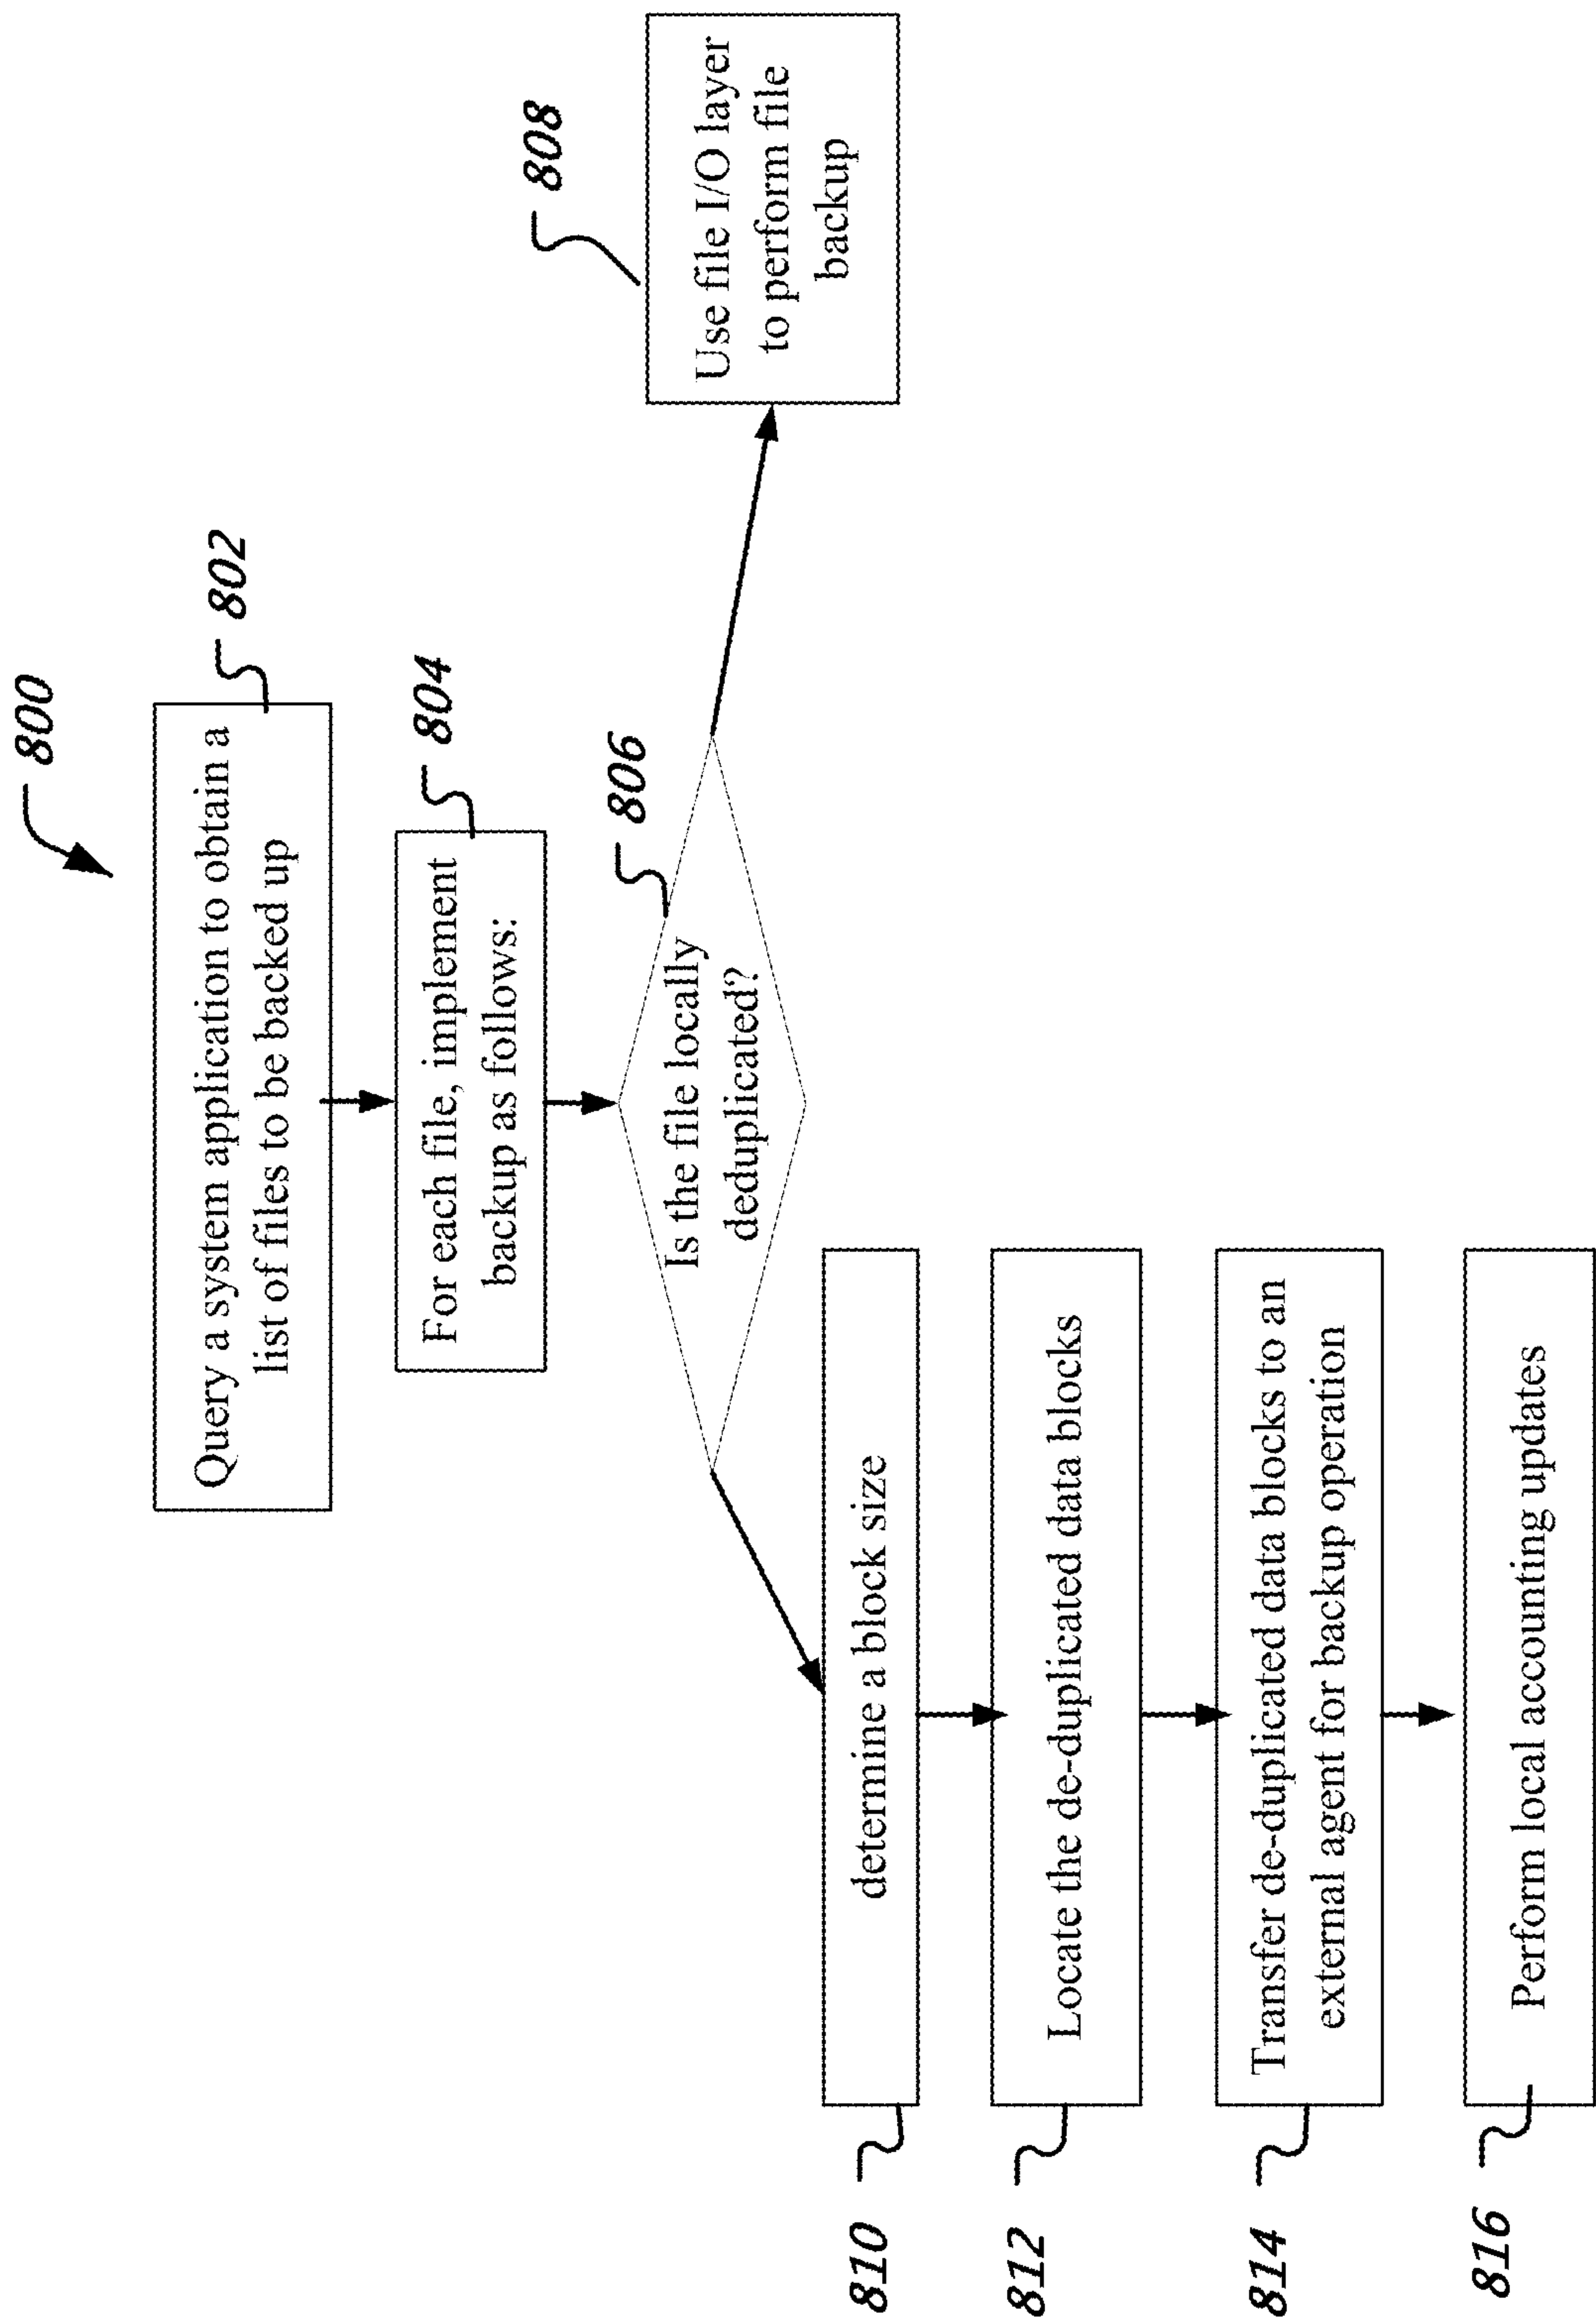 800
802
Query a system application to obtain a
list of files to be backed up
804
For each file, implement
backup as follows:
806
Is the file locally
deduplicated?
808
Use file I/O layer
to perform file
backup
810
determine a block size
812
Locate the de-duplicated data blocks
814
Transfer de-duplicated data blocks to an
external agent for backup operation
816
Perform local accounting updates